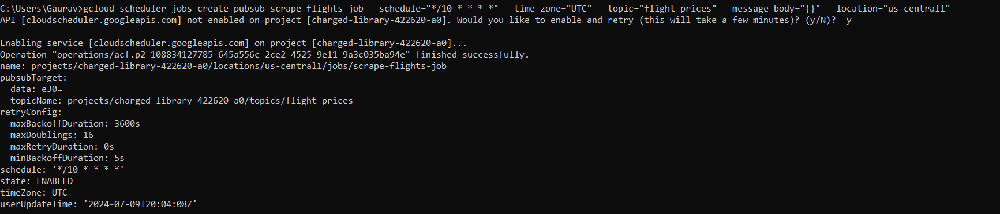 C:\Users\Gaurav>gcloud scheduler jobs create pubsub scrape-flights-job --schedule="*/10 * * * *" --time-zone="UTC" --topic="flight_prices" --message-body="{}" --location="us-central1"
API [cloudscheduler.googleapis.com] not enabled on project [charged-library-422620-a0]. Would you like to enable and retry (this will take a few minutes)? (y/N)?  y
Enabling service [cloudscheduler.googleapis.com] on project [charged-library-422620-a0]...
Operation "operations/acf.p2-108834127785-645a556c-2ce2-4525-9e11-9a3c035ba94e" finished successfully.
name: projects/charged-library-422620-a0/locations/us-central1/jobs/scrape-flights-job
pubsubTarget:
  data: e30=
  topicName: projects/charged-library-422620-a0/topics/flight_prices
retryConfig:
  maxBackoffDuration: 3600s
  maxDoublings: 16
  maxRetryDuration: 0s
  minBackoffDuration: 5s
schedule: '*/10 * * * *'
state: ENABLED
timeZone: UTC
userUpdateTime: '2024-07-09T20:04:08Z'